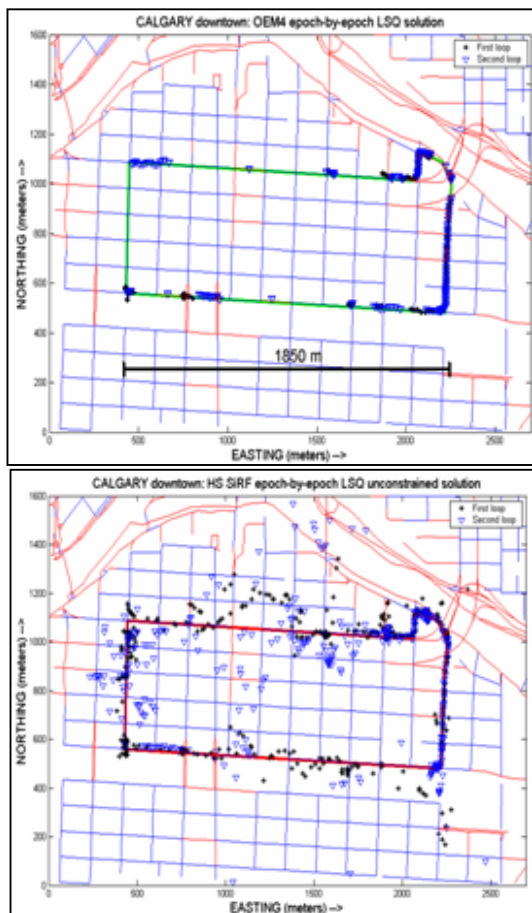 CALGARY downtown: OEM4 epoch-by-epoch LSQ solution
1600
1400
1200
1000
800
600
400
200
0
NORTHING (meters) -->
First loop
Second loop
1850 m
0
500
1000
1500
2000
2500
EASTING (meters) -->
CALGARY downtown: HS SiRF epoch-by-epoch LSQ unconstrained solution
1600
1400
1200
1000
800
600
400
200
0
NORTHING (meters) -->
First loop
Second loop
0
500
1000
1500
2000
2500
EASTING (meters) -->